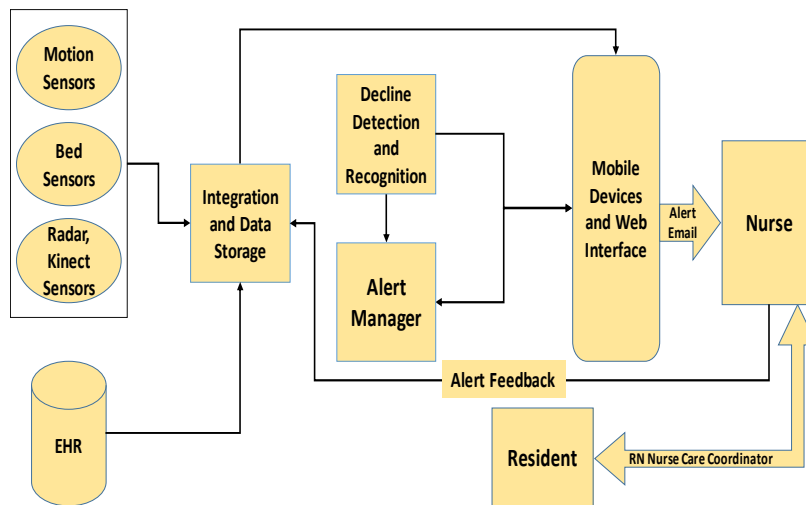 Motion
Sensors
Bed
Sensors
Radar,
Kinect
Sensors
EHR
Integration
and Data
Storage
Decline
Detection
and
Recognition
Alert
Manager
Mobile
Devices
and Web
Interface
Alert
Email
Nurse
Alert Feedback
Resident
RN Nurse Care Coordinator